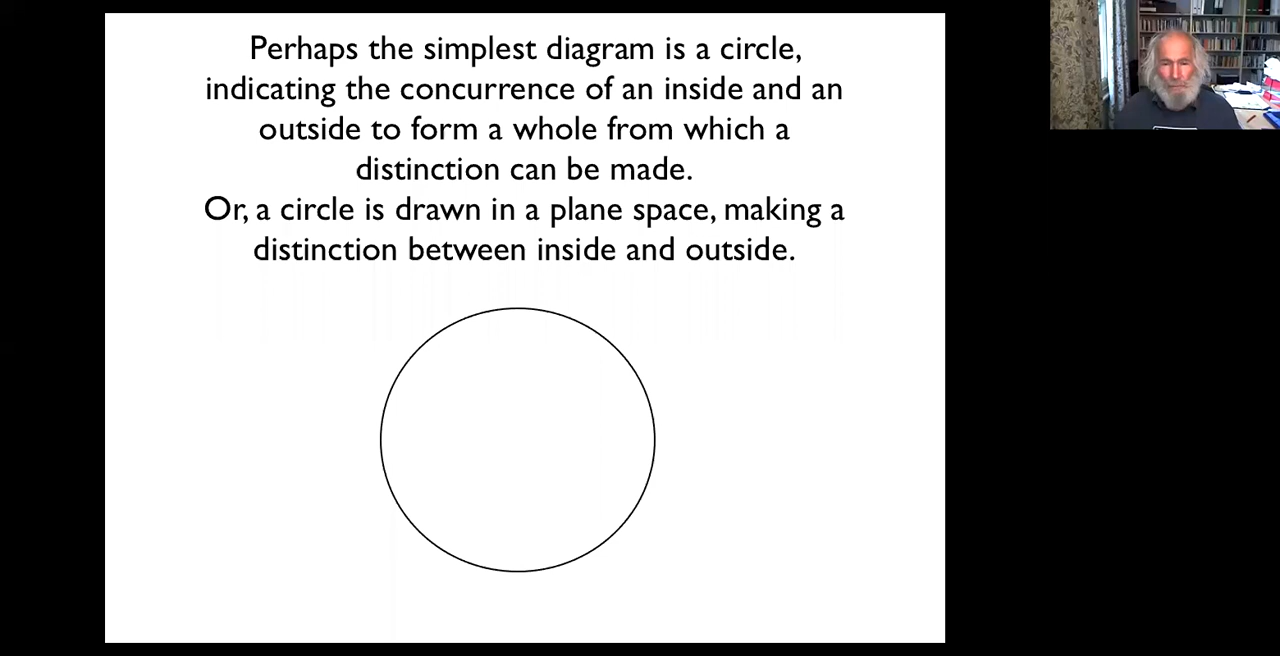 Perhaps the simplest diagram is a circle,
indicating the concurrence of an inside and an
outside to form a whole from which a
distinction can be made.
Or, a circle is drawn in a plane space, making a
distinction between inside and outside.